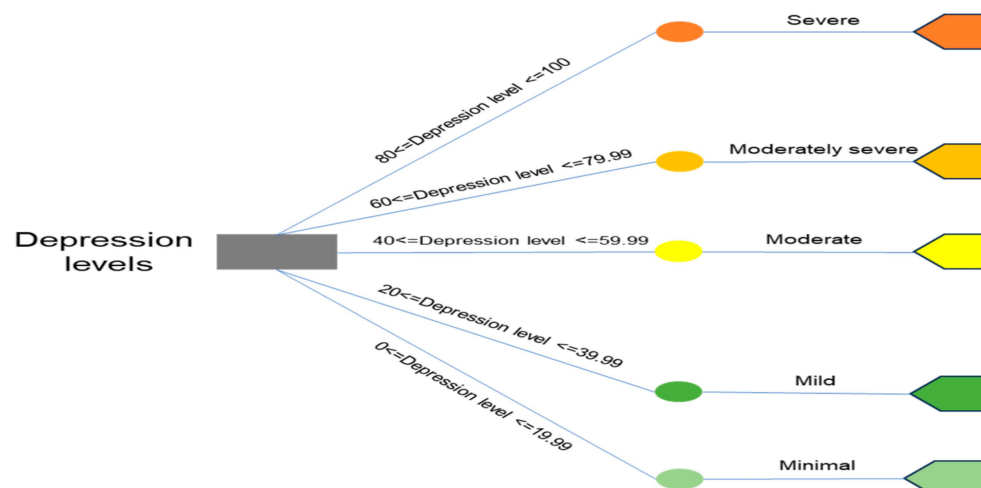 Severe
80<=Depression level <=100
Moderately severe
60<=Depression level <=79.99
Depression
levels
40<=Depression level <=59.99
Moderate
20<=Depression level <=39.99
Mild
0<=Depression level <=19.99
Minimal